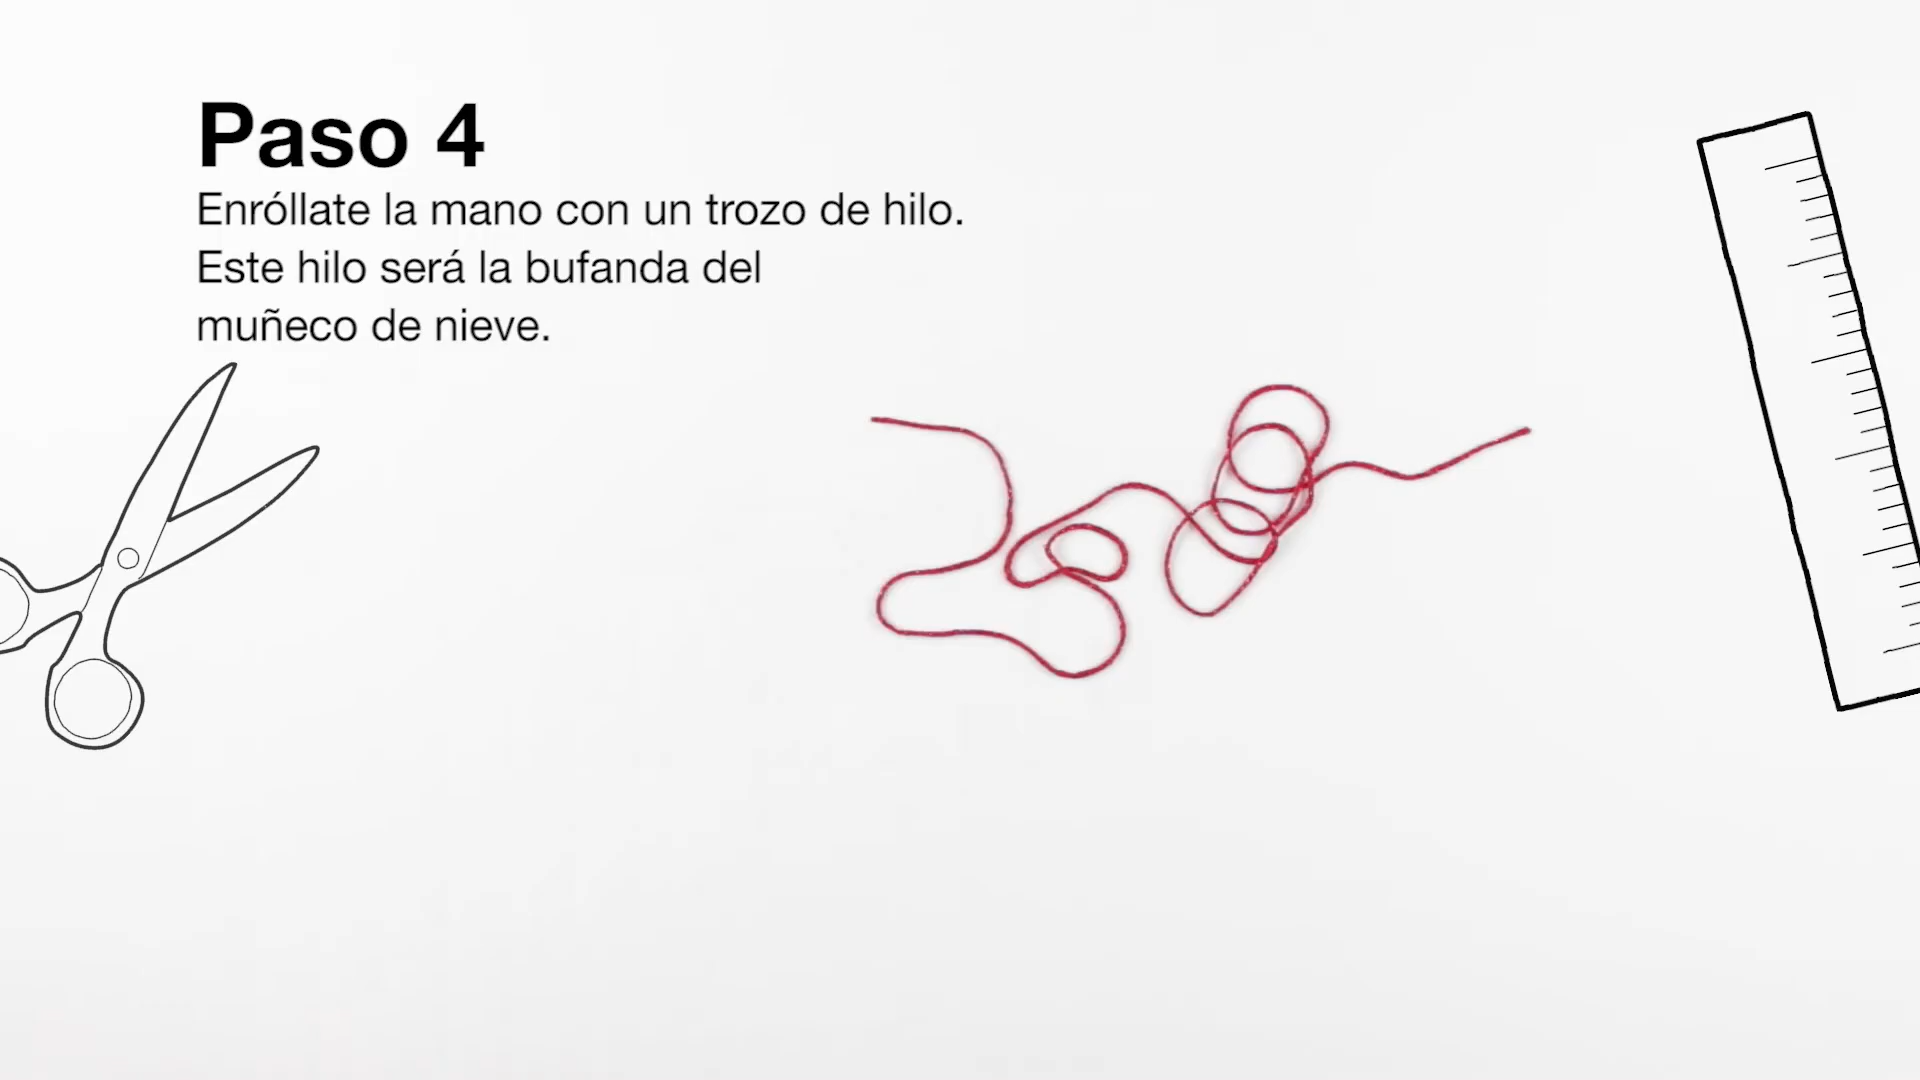 Paso 4
Enróllate la mano con un trozo de hilo.
Este hilo será la bufanda del
muñeco de nieve.